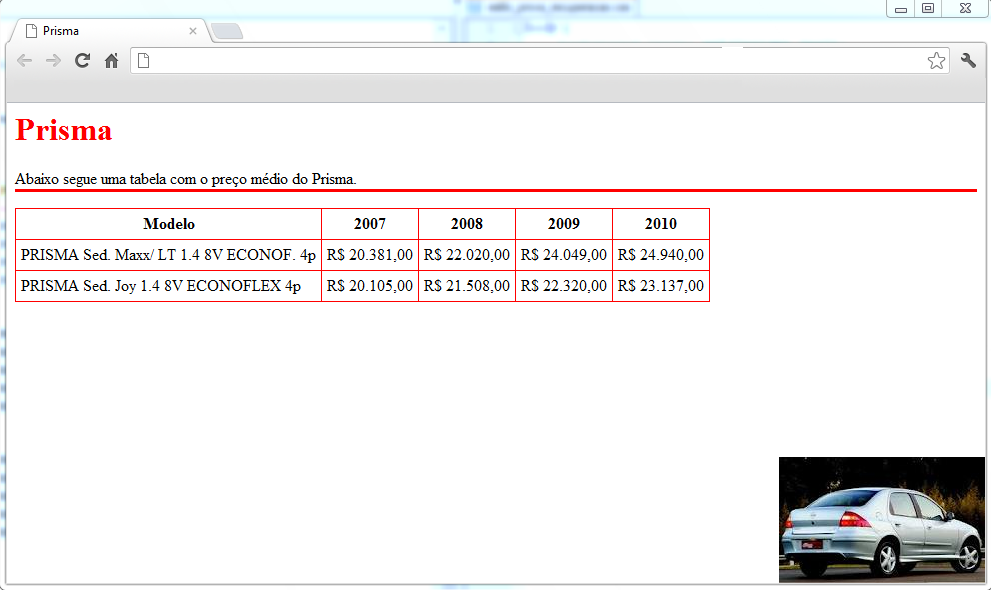 Prisma
Prisma
Abaixo segue uma tabela com o preço médio do Prisma.
Modelo 2007 2008 2009 2010
PRISMA Sed. Maxx/ LT 1.4 8V ECONOF. 4p R$ 20.381,00 R$ 22.020,00 R$ 24.049,00 R$ 24.940,00
PRISMA Sed. Joy 1.4 8V ECONOFLEX 4p R$ 20.105,00 R$ 21.508,00 R$ 22.320,00 R$ 23.137,00